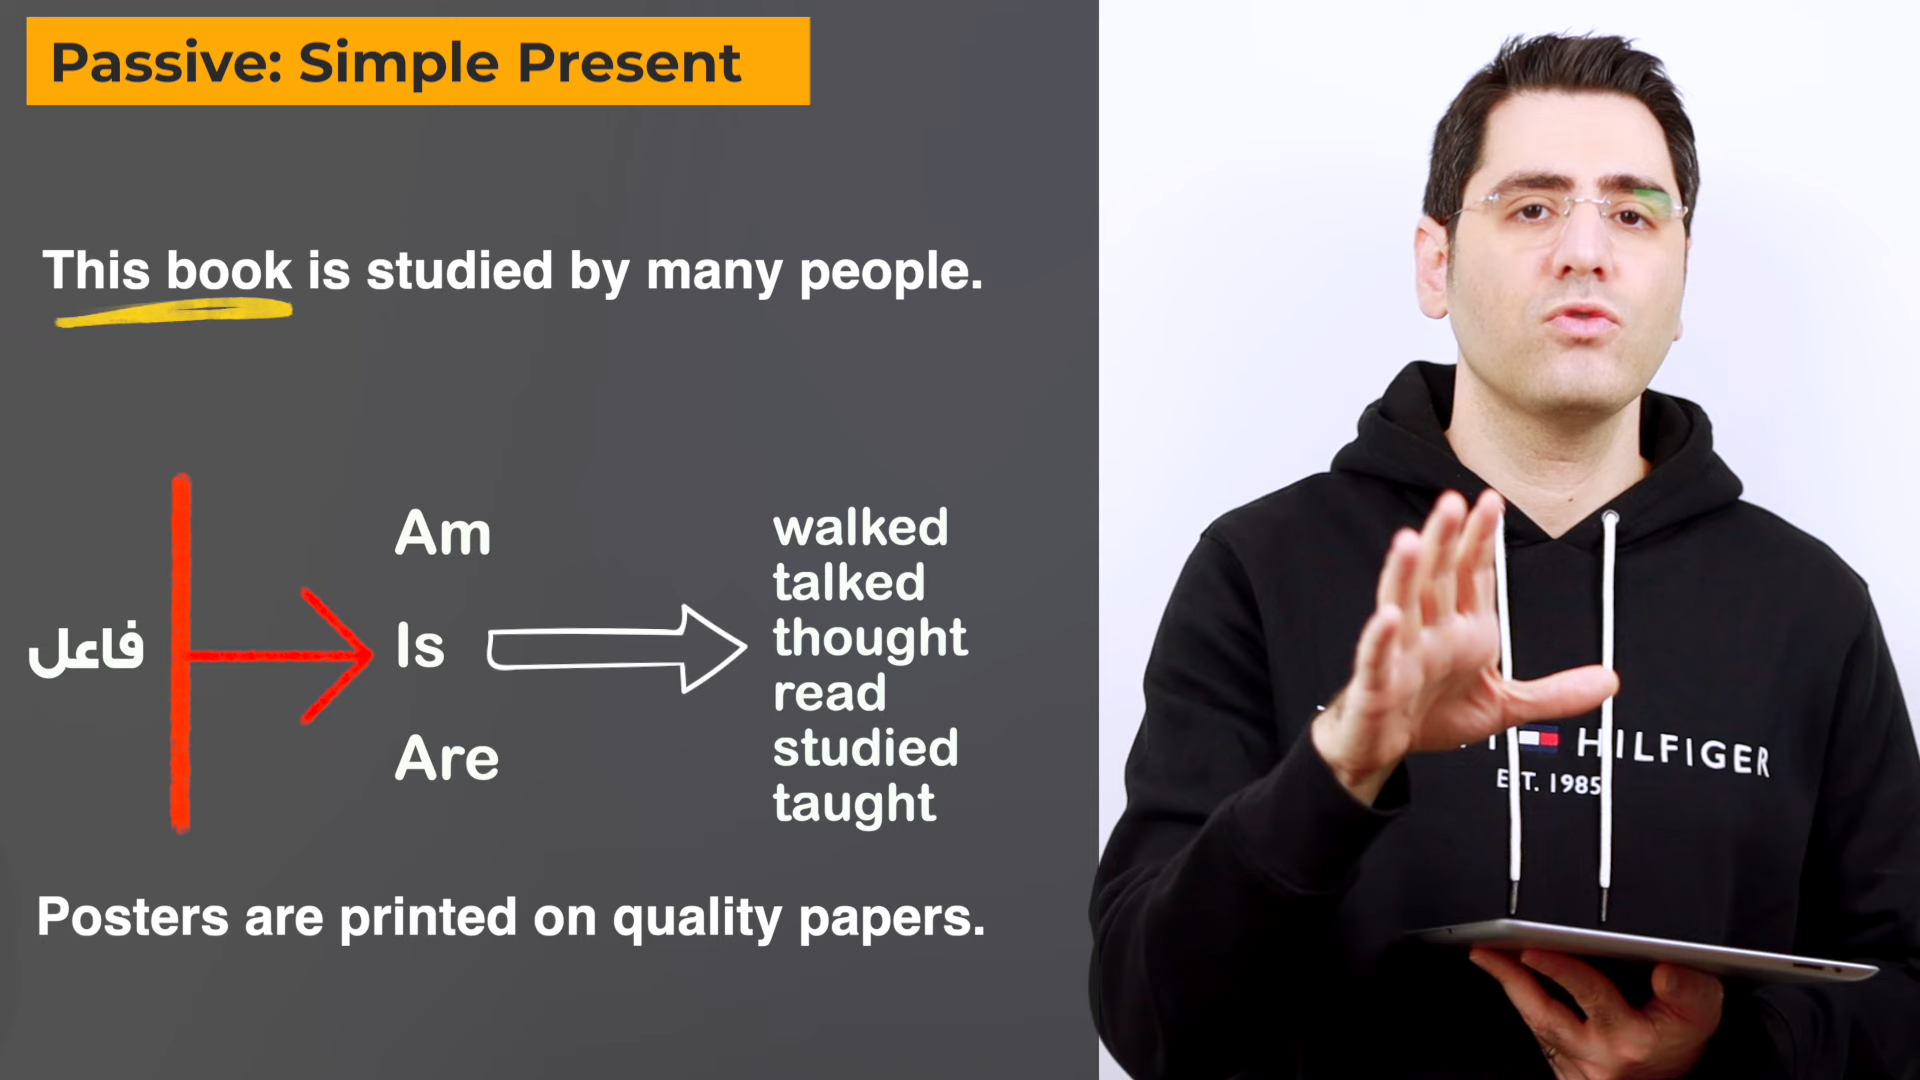 Passive: Simple Present
This book is studied by many people.
فاعل
Am
Is
Are
walked
talked
thought
read
studied
taught
Posters are printed on quality papers.
HILFIGER
EST. 1985